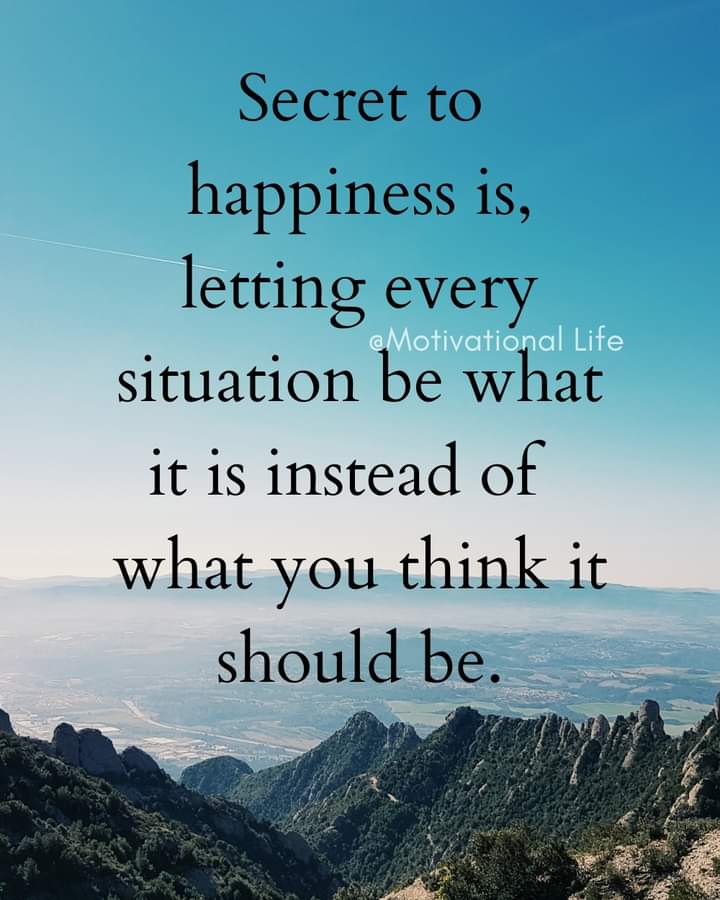 Secret to
happiness is,
letting every
@Motivational Life
situation be what
it is instead of
what you think it
should be.